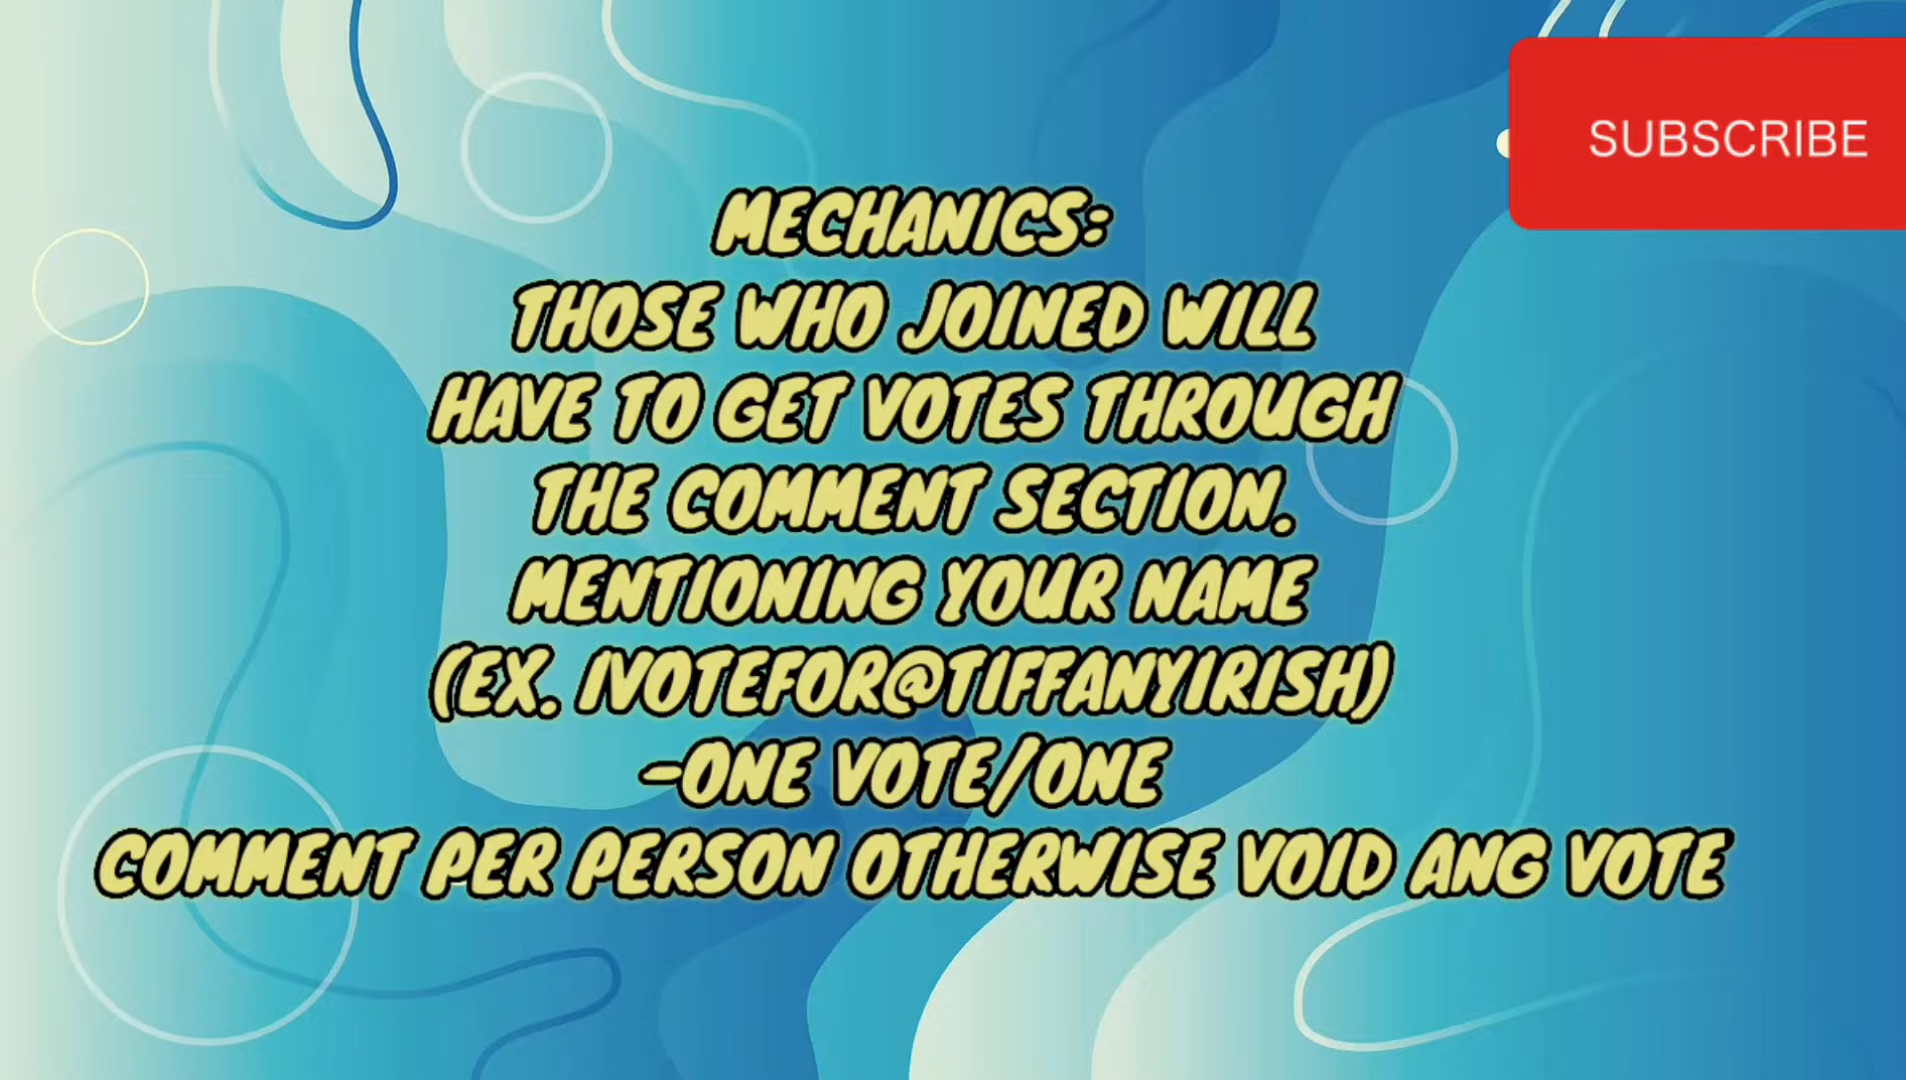 SUBSCRIBE
MECHANICS:
THOSE WHO JOINED WILL
HAVE TO GET VOTES THROUGH
THE COMMENT SECTION.
MENTIONING YOUR NAME
(EX. IVOTEFOR@TIFFANYIRISH)
-ONE VOTE/ONE
COMMENT PER PERSON OTHERWISE VOID ANG VOTE